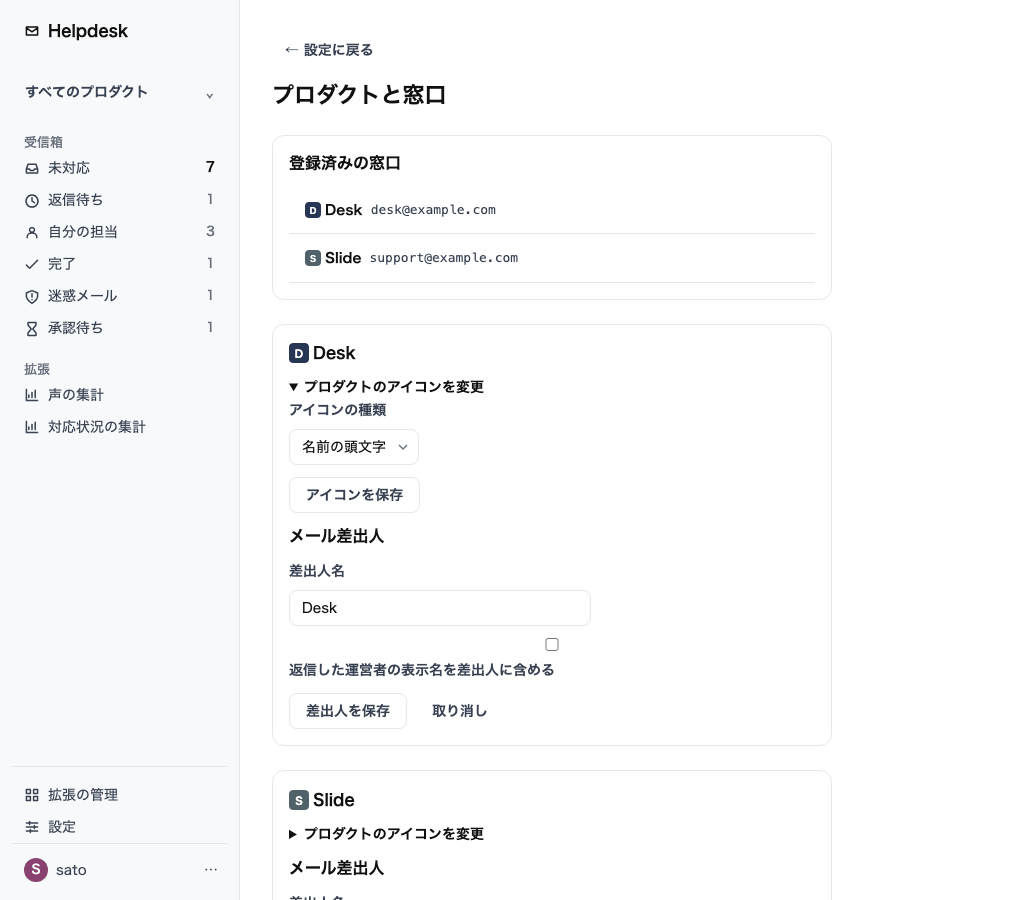 Helpdesk
すべてのプロダクト
受信箱
未対応 7
返信待ち 1
自分の担当 3
完了 1
迷惑メール 1
承認待ち 1
拡張
声の集計
対応状況の集計
拡張の管理
設定
S sato ...
← 設定に戻る
プロダクトと窓口
登録済みの窓口
D Desk desk@example.com
S Slide support@example.com
D Desk
▼ プロダクトのアイコンを変更
アイコンの種類
名前の頭文字
アイコンを保存
メール差出人
差出人名
Desk
返信した運営者の表示名を差出人に含める
差出人を保存 取り消し
S Slide
▶ プロダクトのアイコンを変更
メール差出人
差出人名